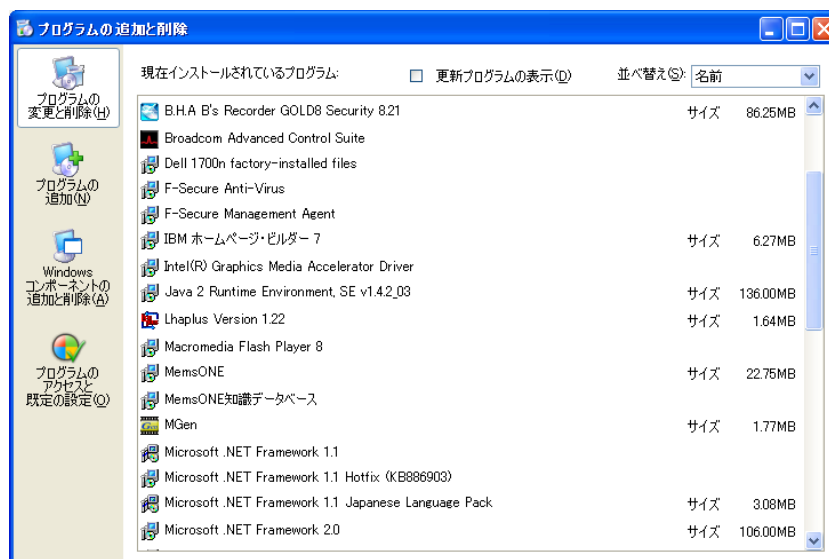 プログラムの追加と削除
プログラムの
変更と削除(H)
プログラムの
追加(N)
Windows
コンポーネントの
追加と削除(A)
プログラムの
アクセスと
既定の設定(O)
現在インストールされているプログラム:
更新プログラムの表示(D)
並べ替え(S): 名前
B.H.A B's Recorder GOLD8 Security 8.21 サイズ 86.25MB
Broadcom Advanced Control Suite
Dell 1700n factory-installed files
F-Secure Anti-Virus
F-Secure Management Agent
IBM ホームページ・ビルダー 7 サイズ 6.27MB
Intel(R) Graphics Media Accelerator Driver
Java 2 Runtime Environment, SE v1.4.2_03 サイズ 136.00MB
Lhaplus Version 1.22 サイズ 1.64MB
Macromedia Flash Player 8
MemsONE サイズ 22.75MB
MemsONE知識データベース
MGen サイズ 1.77MB
Microsoft .NET Framework 1.1
Microsoft .NET Framework 1.1 Hotfix (KB886903)
Microsoft .NET Framework 1.1 Japanese Language Pack サイズ 3.08MB
Microsoft .NET Framework 2.0 サイズ 106.00MB